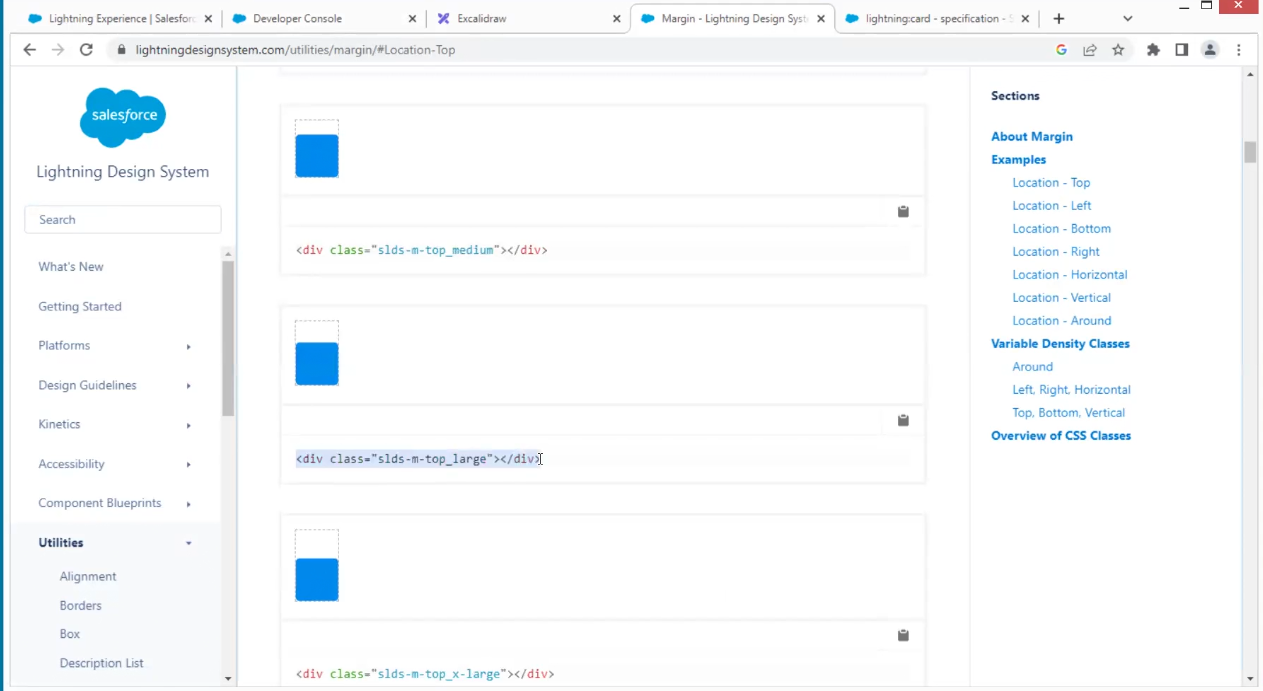 Lightning Experience | Salesforc
Developer Console
Excalidraw
Margin - Lightning Design Syste
lightning:card - specification - S
lightningdesignsystem.com/utilities/margin/#Location-Top
salesforce
Lightning Design System
Search
What's New
Getting Started
Platforms
Design Guidelines
Kinetics
Accessibility
Component Blueprints
Utilities
Alignment
Borders
Box
Description List
<div class="slds-m-top_medium"></div>
<div class="slds-m-top_large"></div>
<div class="slds-m-top_x-large"></div>
Sections
About Margin
Examples
Location - Top
Location - Left
Location - Bottom
Location - Right
Location - Horizontal
Location - Vertical
Location - Around
Variable Density Classes
Around
Left, Right, Horizontal
Top, Bottom, Vertical
Overview of CSS Classes